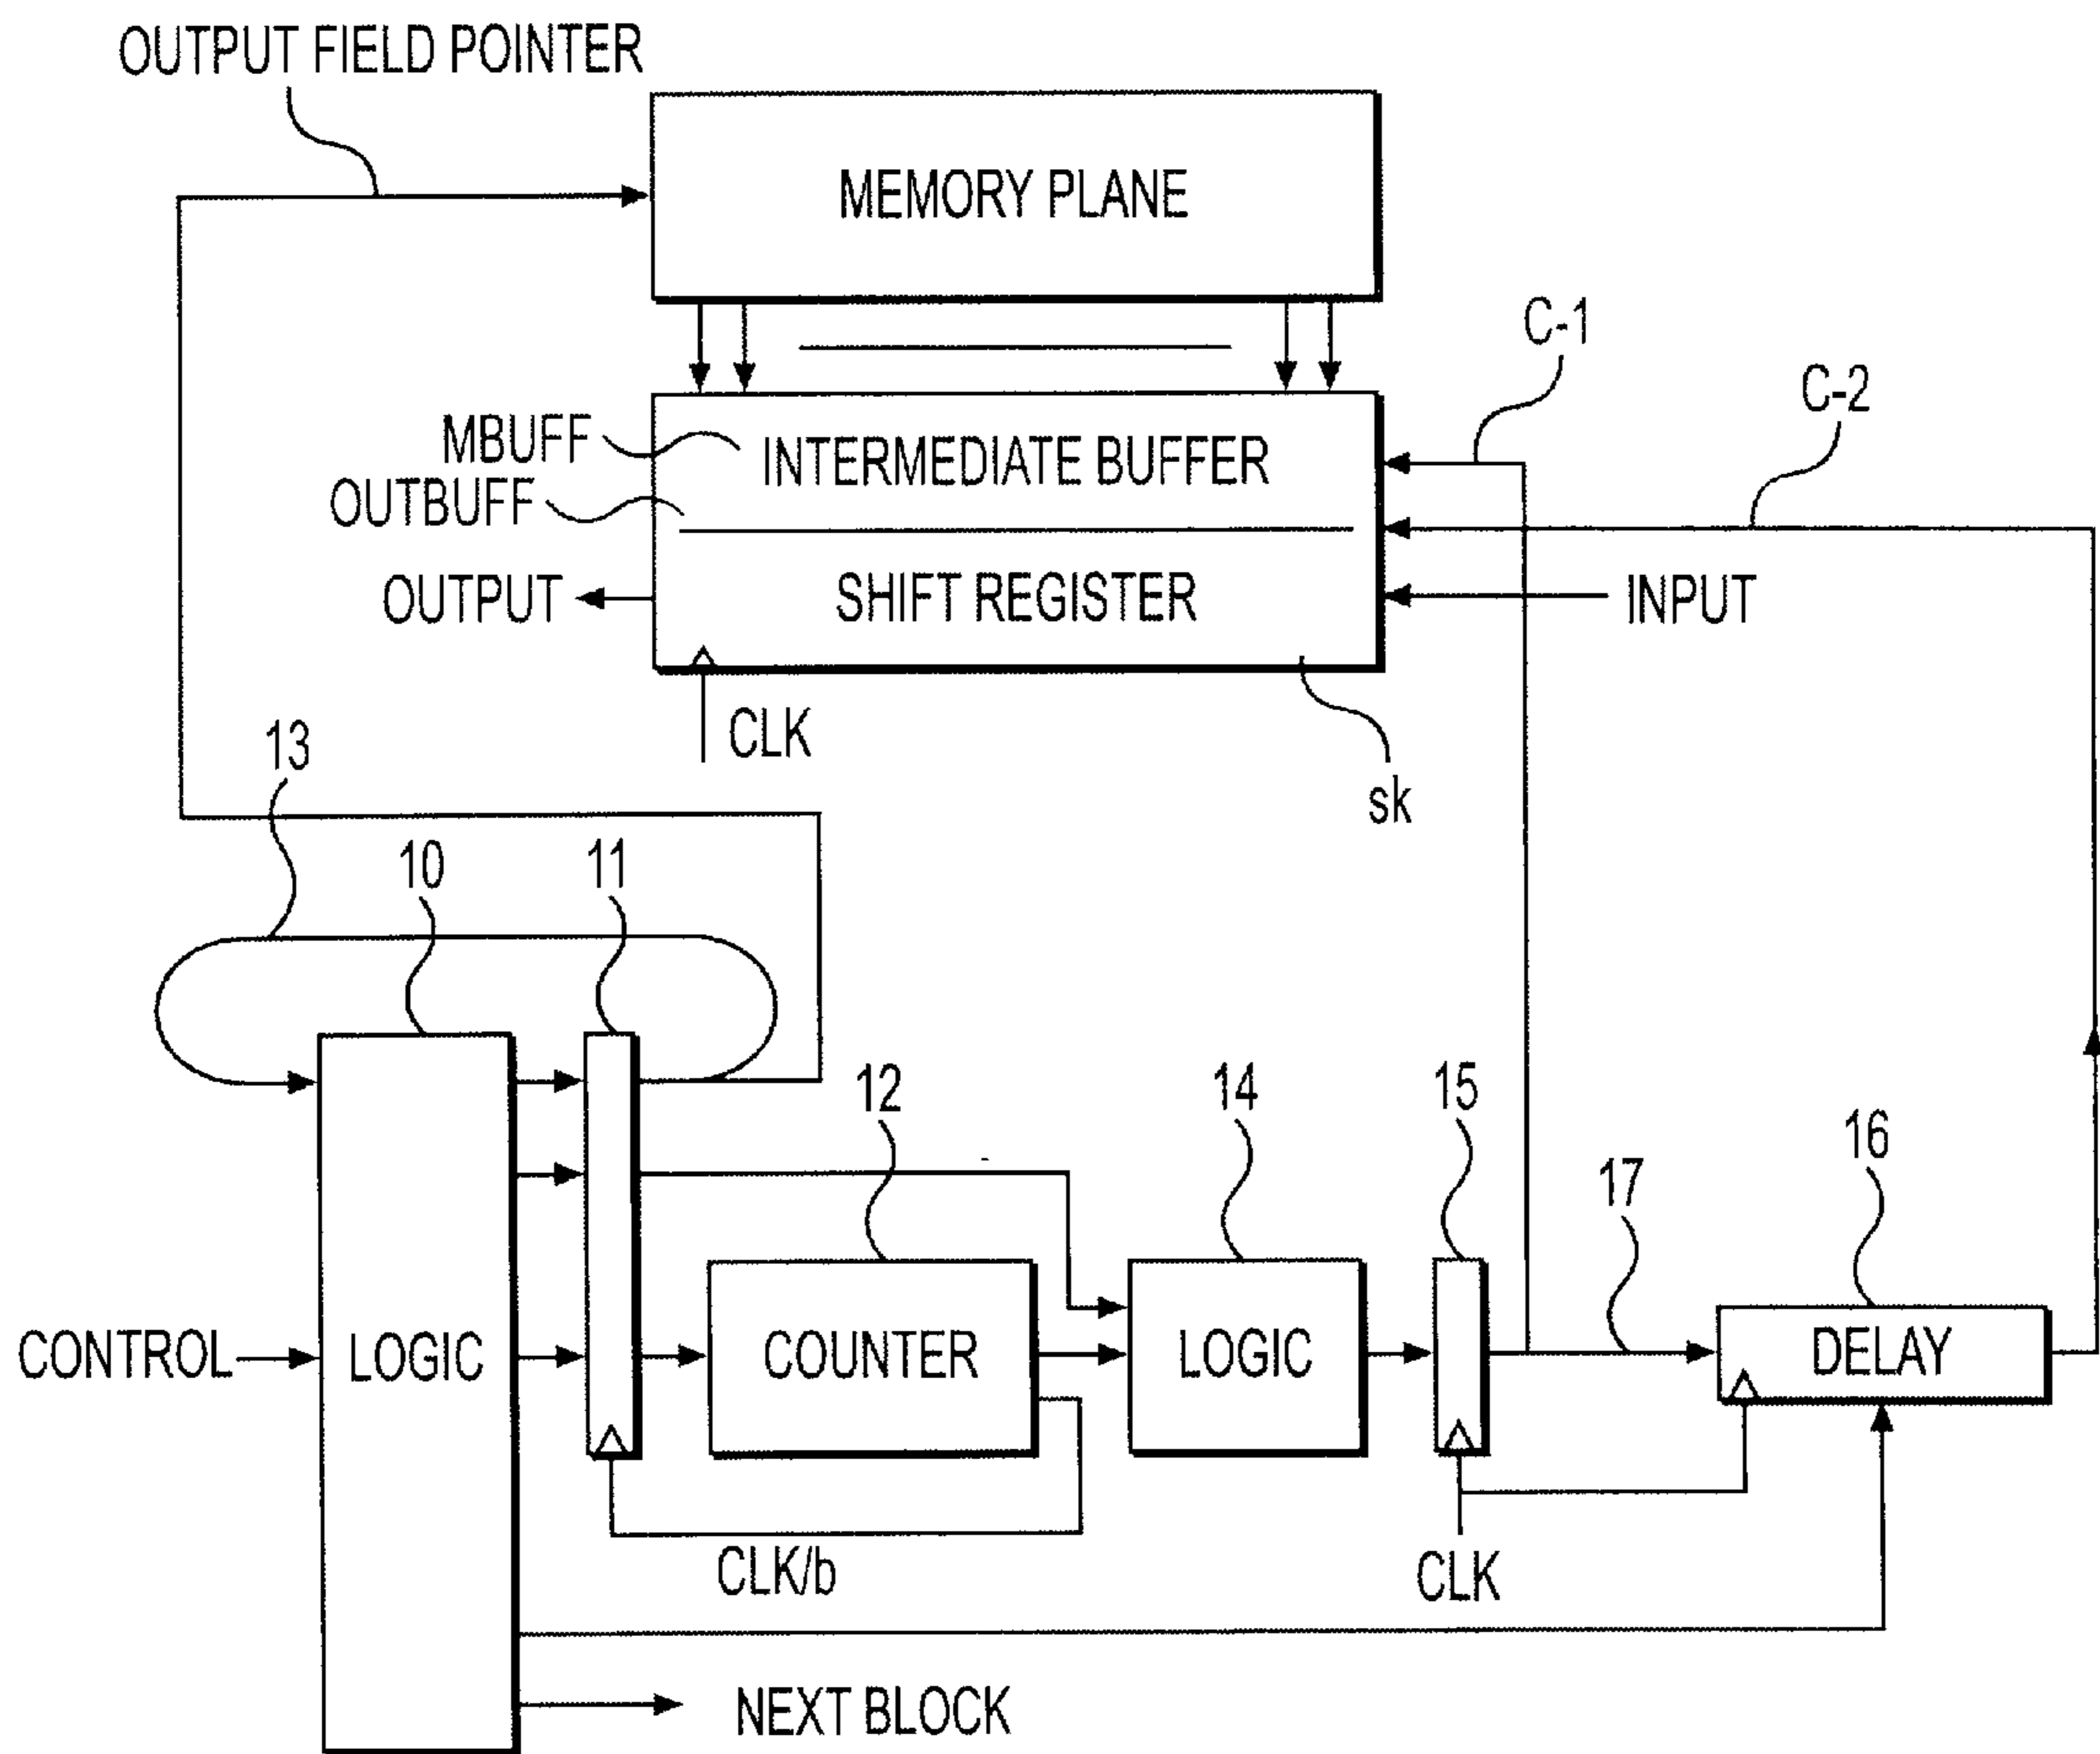 OUTPUT FIELD POINTER
MEMORY PLANE
C-1
C-2
MBUFF
INTERMEDIATE BUFFER
OUTBUFF
OUTPUT
SHIFT REGISTER
INPUT
CLK
sk
13
10
11
12
14
15
17
16
CONTROL
LOGIC
COUNTER
LOGIC
DELAY
CLK/b
CLK
NEXT BLOCK